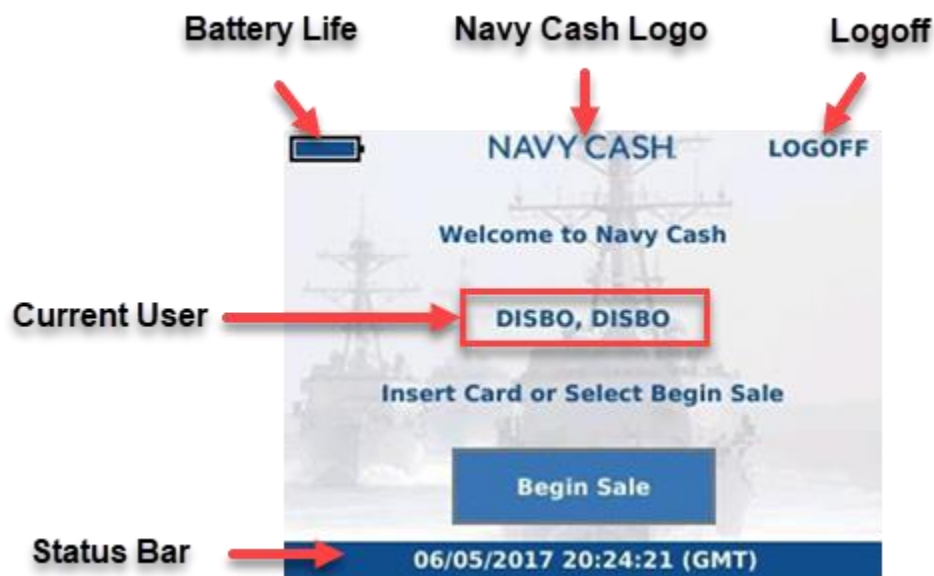 Battery Life
Navy Cash Logo
Logoff
NAVY CASH
LOGOFF
Welcome to Navy Cash
Current User
DISBO, DISBO
Insert Card or Select Begin Sale
Begin Sale
Status Bar
06/05/2017 20:24:21 (GMT)